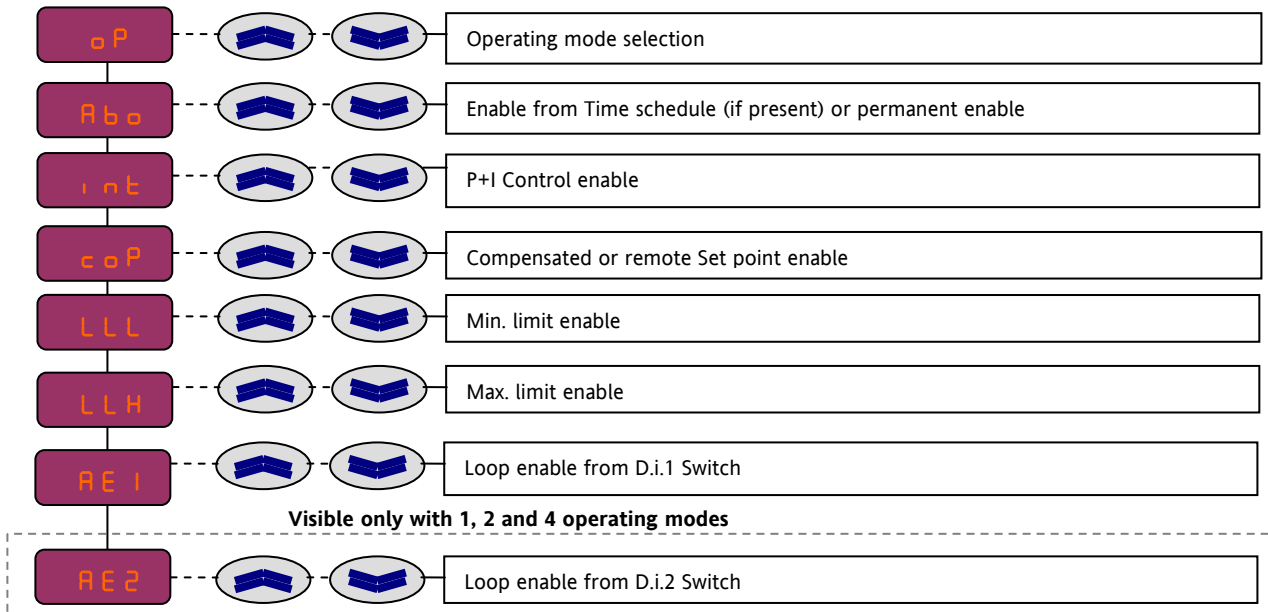 oP Operating mode selection
Abo Enable from Time schedule (if present) or permanent enable
int P+I Control enable
coP Compensated or remote Set point enable
LLL Min. limit enable
LLH Max. limit enable
AE1 Loop enable from D.i.1 Switch
Visible only with 1, 2 and 4 operating modes
AE2 Loop enable from D.i.2 Switch